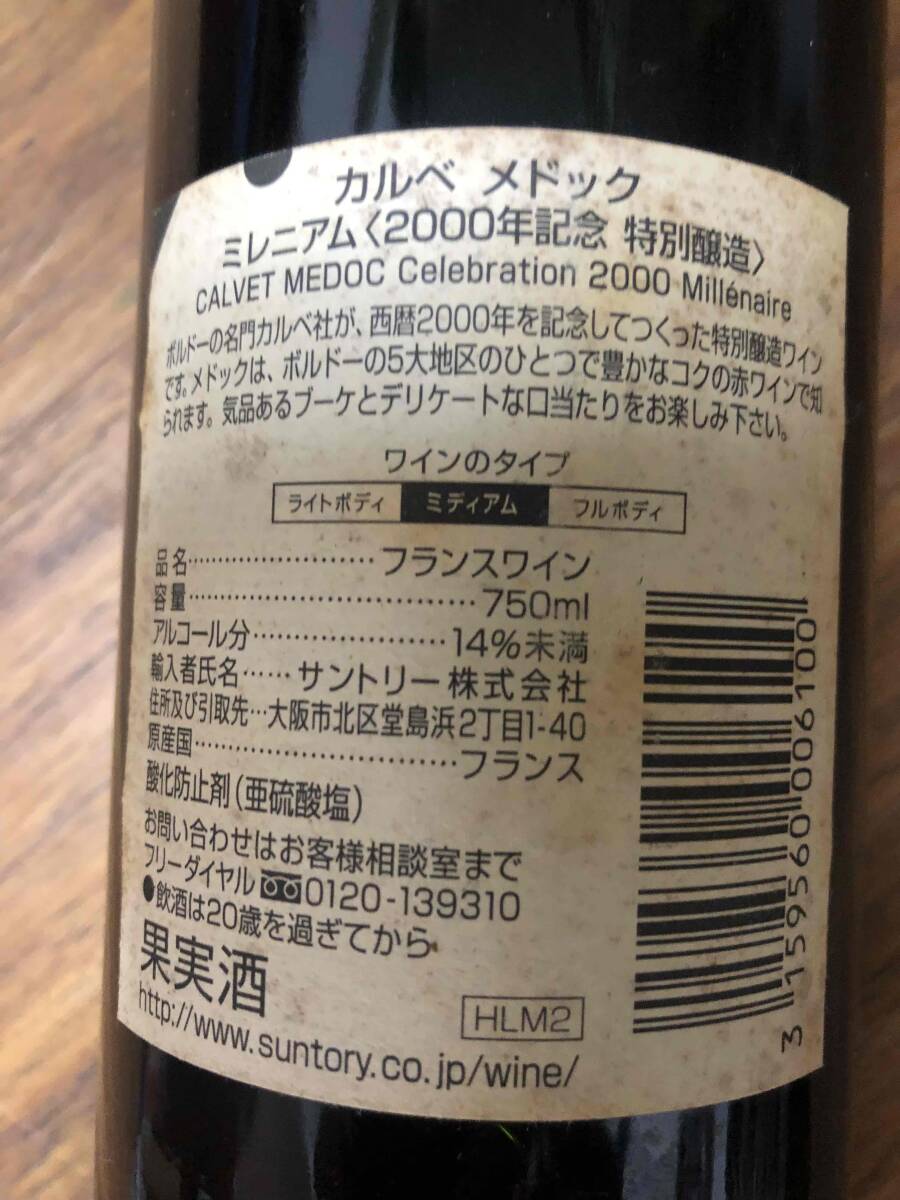 カルベ メドック
ミレニアム〈2000年記念 特別醸造〉
CALVET MEDOC Celebration 2000 Millénaire
ボルドーの名門カルベ社が、西暦2000年を記念してつくった特別醸造ワイン
です。メドックは、ボルドーの5大地区のひとつで豊かなコクの赤ワインで知
られます。気品あるブーケとデリケートな口当たりをお楽しみ下さい。
ワインのタイプ
ライトボディ ミディアム フルボディ
品名……………………フランスワイン
容量……………………………750ml
アルコール分…………………14%未満
輸入者氏名……サントリー株式会社
住所及び引取先…大阪市北区堂島浜2丁目1-40
原産国…………………………フランス
酸化防止剤(亜硫酸塩)
お問い合わせはお客様相談室まで
フリーダイヤル 0120-139310
●飲酒は20歳を過ぎてから
果実酒
HLM2
http://www.suntory.co.jp/wine/
3 159560 006100